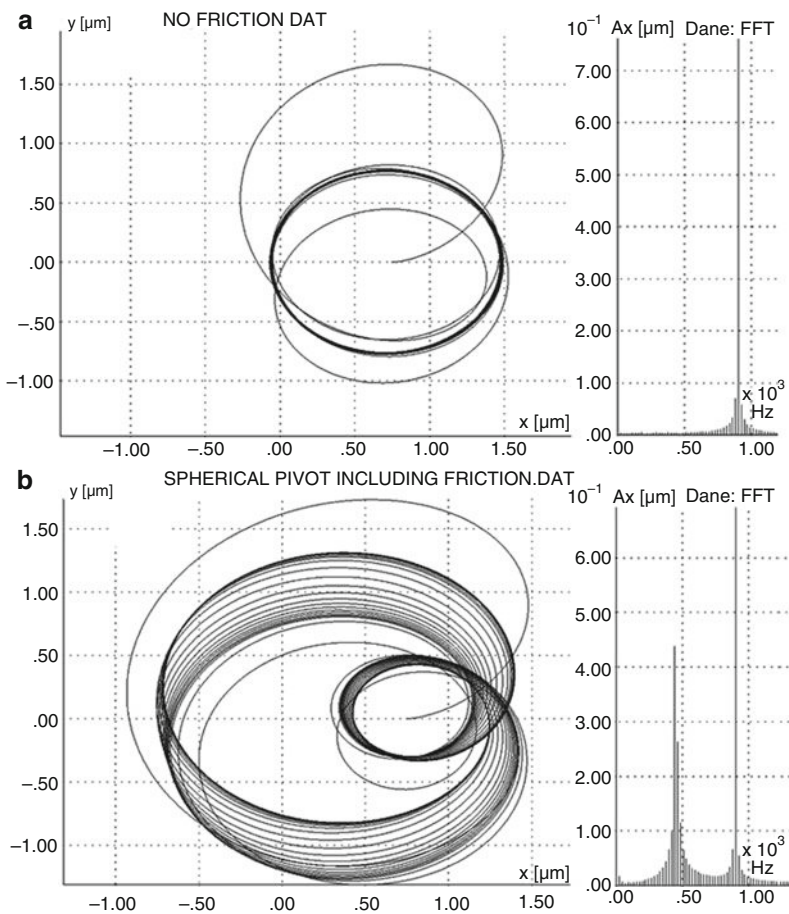 a
NO FRICTION DAT
y [µm]
1.50
1.00
.50
.00
−.50
−1.00
x [µm]
−1.00 −.50 .00 .50 1.00 1.50
10⁻¹ Ax [µm] Dane: FFT
7.00
6.00
5.00
4.00
3.00
2.00
1.00
x 10³
Hz
.00
.00 .50 1.00
b
SPHERICAL PIVOT INCLUDING FRICTION.DAT
y [µm]
1.50
1.00
.50
.00
−.50
−1.00
x [µm]
−1.00 −.50 .00 .50 1.00 1.50
10⁻¹ Ax [µm] Dane: FFT
6.00
5.00
4.00
3.00
2.00
1.00
x 10³
Hz
.00
.00 .50 1.00